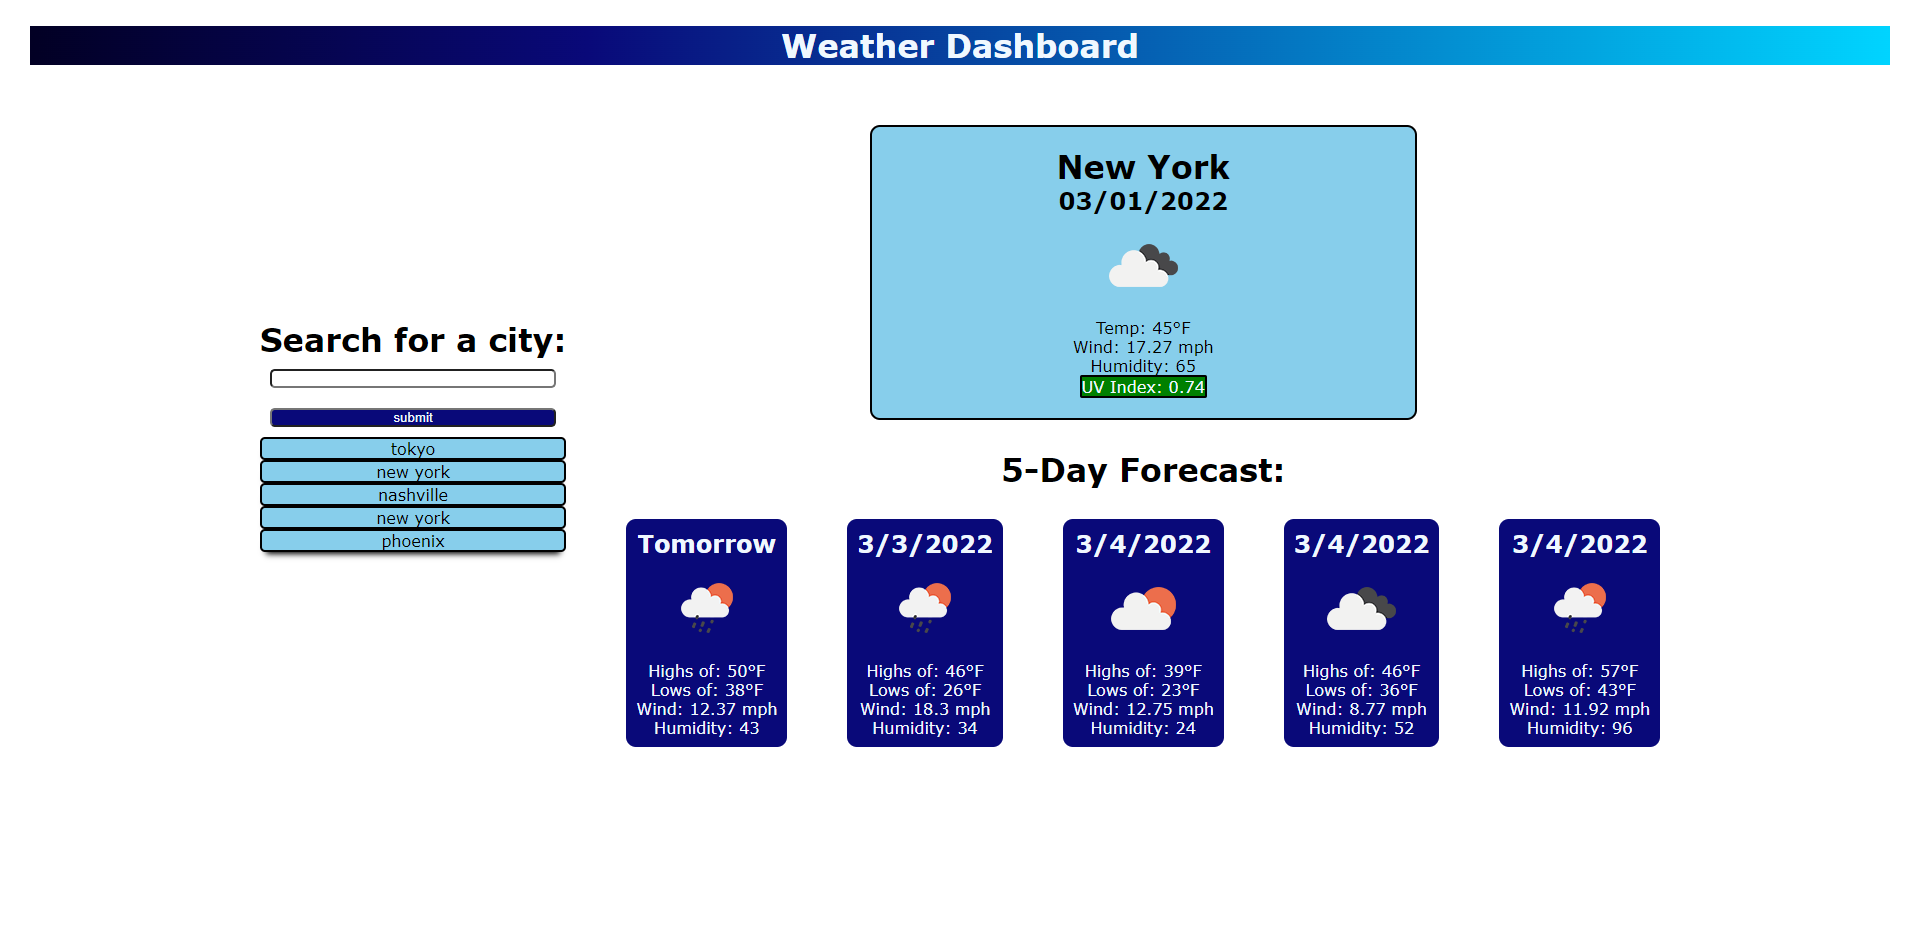 Weather Dashboard
Search for a city:
submit
tokyo
new york
nashville
new york
phoenix
New York
03/01/2022
Temp: 45°F
Wind: 17.27 mph
Humidity: 65
UV Index: 0.74
5-Day Forecast:
Tomorrow
Highs of: 50°F
Lows of: 38°F
Wind: 12.37 mph
Humidity: 43
3/3/2022
Highs of: 46°F
Lows of: 26°F
Wind: 18.3 mph
Humidity: 34
3/4/2022
Highs of: 39°F
Lows of: 23°F
Wind: 12.75 mph
Humidity: 24
3/4/2022
Highs of: 46°F
Lows of: 36°F
Wind: 8.77 mph
Humidity: 52
3/4/2022
Highs of: 57°F
Lows of: 43°F
Wind: 11.92 mph
Humidity: 96